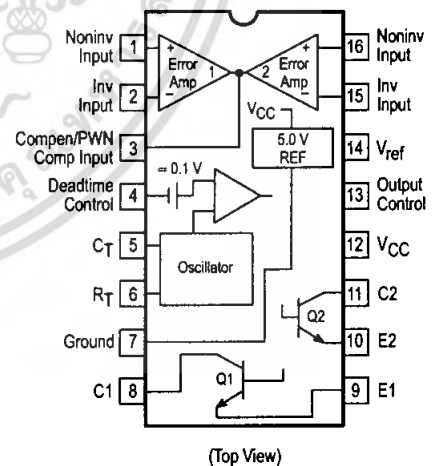 Noninv
Input
1
+
Error
Amp
1
2
+
Error
Amp
16
Noninv
Input
Inv
Input
2
–
–
15
Inv
Input
VCC
Compen/PWN
Comp Input
3
5.0 V
REF
14
Vref
≈ 0.1 V
Deadtime
Control
4
13
Output
Control
CT
5
Oscillator
12
VCC
RT
6
11
C2
Q2
Ground
7
10
E2
C1
8
Q1
9
E1
(Top View)